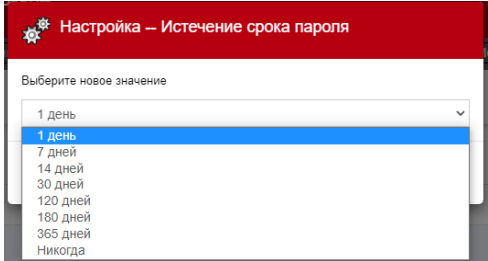 Настройка -- Истечение срока пароля
Выберите новое значение
1 день
1 день
7 дней
14 дней
30 дней
120 дней
180 дней
365 дней
Никогда